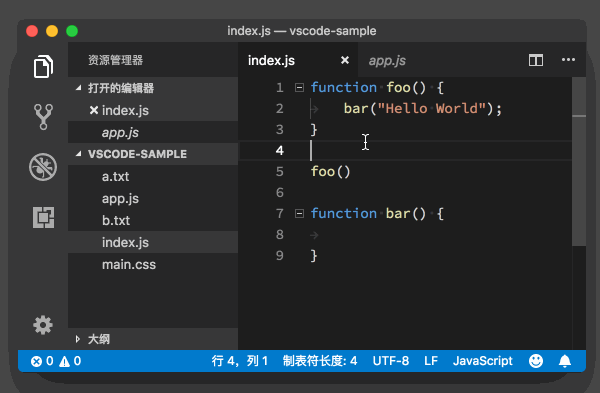 index.js — vscode-sample
资源管理器
打开的编辑器
index.js
app.js
VSCODE-SAMPLE
a.txt
app.js
b.txt
index.js
main.css
大纲
index.js app.js
1 function foo() {
2 bar("Hello World");
3 }
4
5 foo()
6
7 function bar() {
8
9 }
0 0 行 4，列 1 制表符长度: 4 UTF-8 LF JavaScript